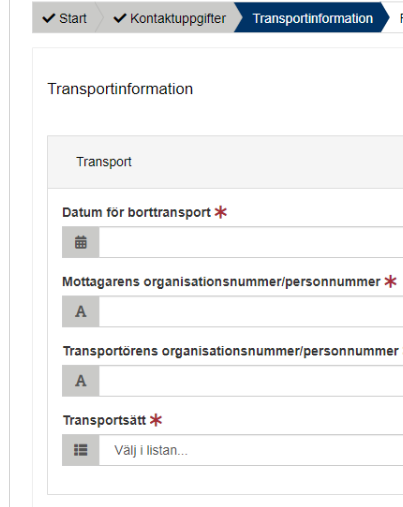 Start Kontaktuppgifter Transportinformation
Transportinformation
Transport
Datum för borttransport *
Mottagarens organisationsnummer/personnummer *
A
Transportörens organisationsnummer/personnummer
A
Transportsätt *
Välj i listan...